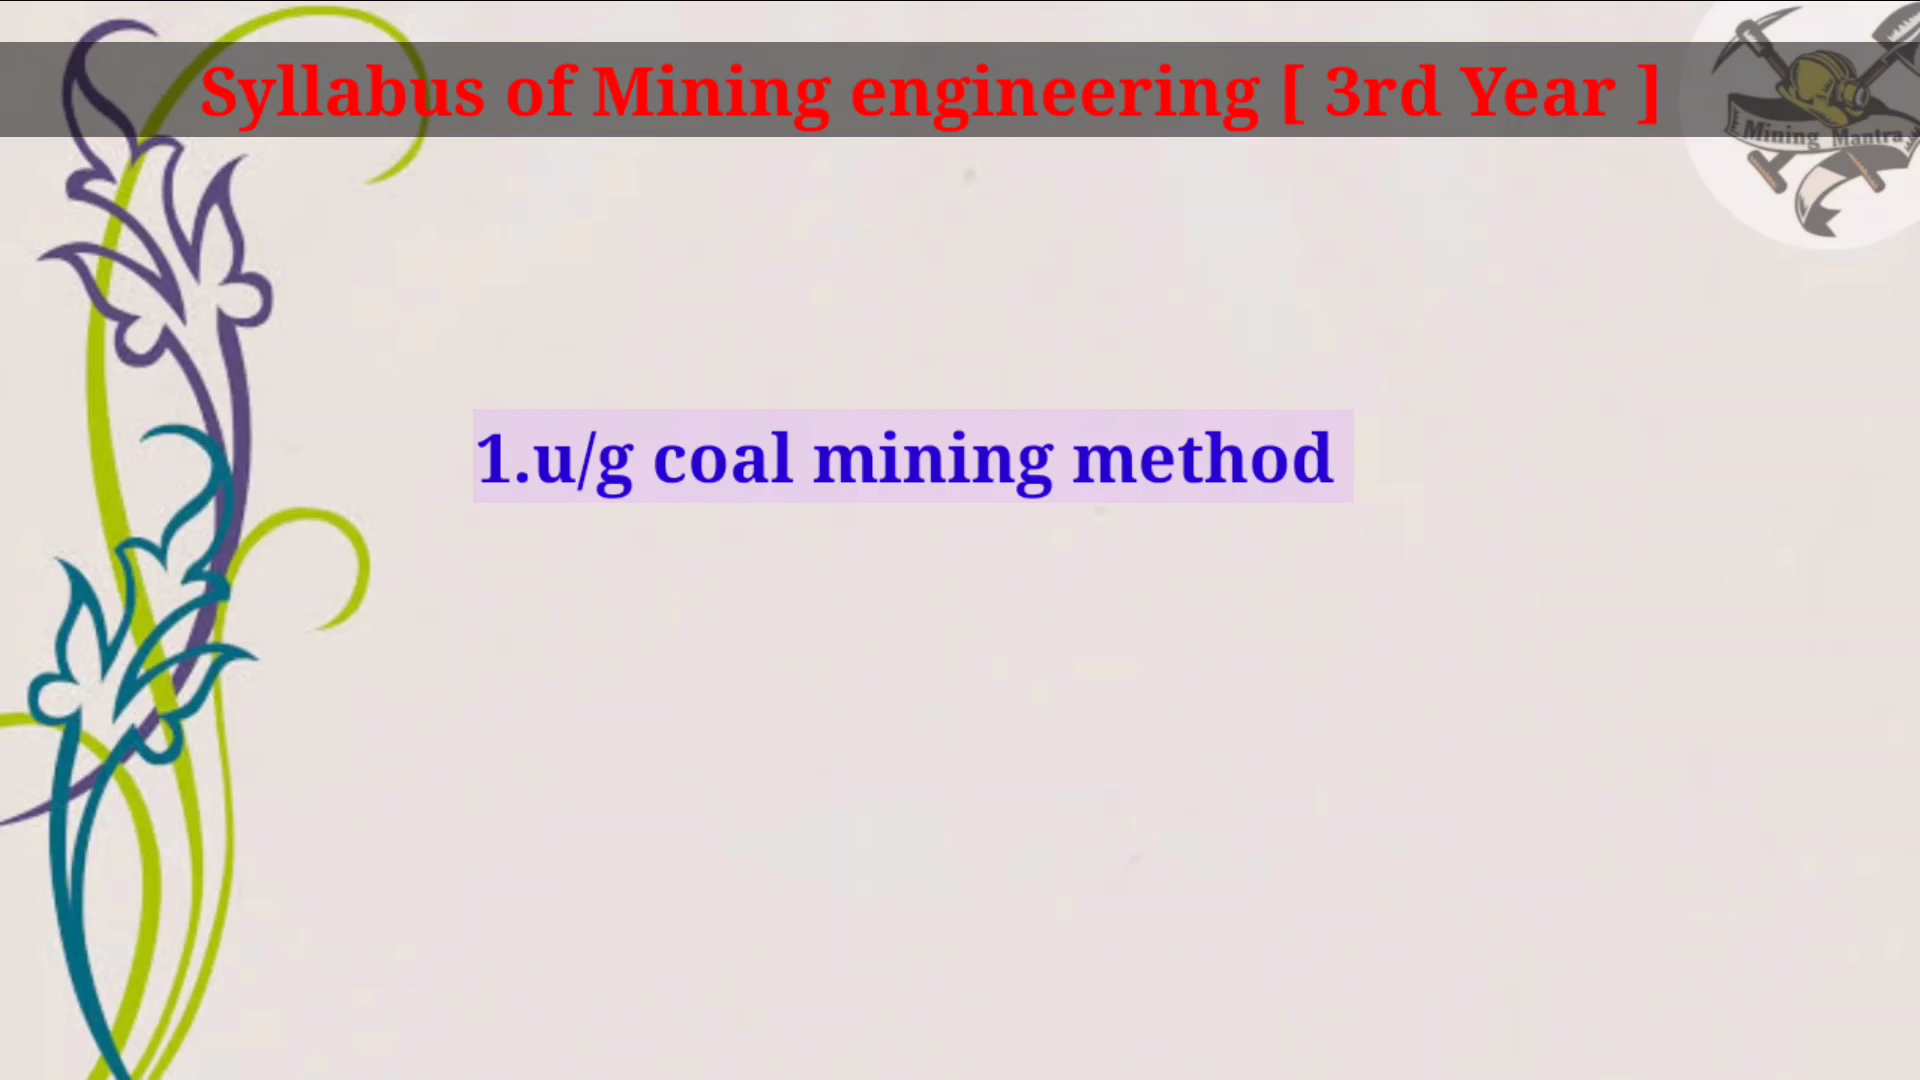 Syllabus of Mining engineering [ 3rd Year ]
Mining Mantra
1.u/g coal mining method